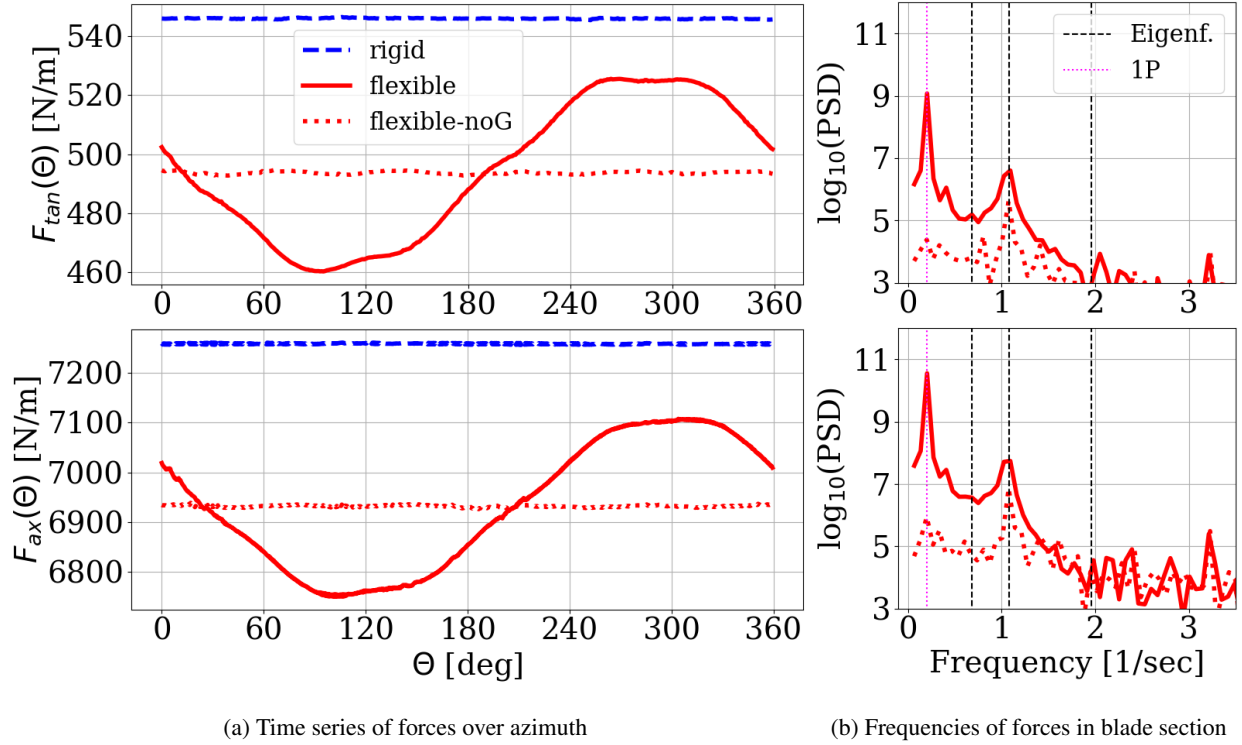 F_tan(Θ) [N/m]
540
520
500
480
460
rigid
flexible
flexible-noG
0 60 120 180 240 300 360
F_ax(Θ) [N/m]
7200
7100
7000
6900
6800
0 60 120 180 240 300 360
Θ [deg]
log10(PSD)
11
9
7
5
3
Eigenf.
1P
0 1 2 3
log10(PSD)
11
9
7
5
3
0 1 2 3
Frequency [1/sec]
(a) Time series of forces over azimuth
(b) Frequencies of forces in blade section